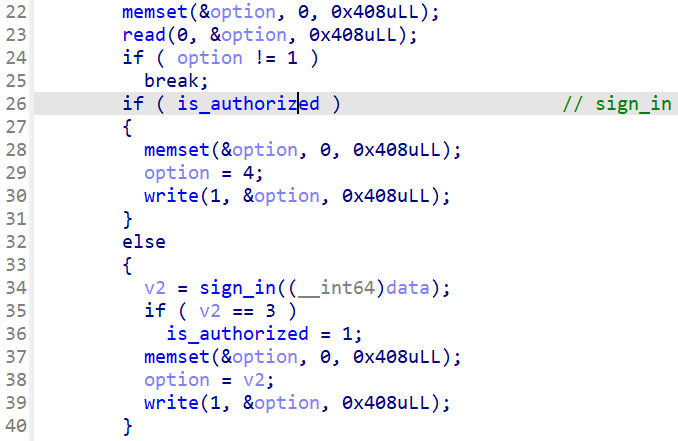 22 memset(&option, 0, 0x408uLL);
23 read(0, &option, 0x408uLL);
24 if ( option != 1 )
25 break;
26 if ( is_authorized ) // sign_in
27 {
28 memset(&option, 0, 0x408uLL);
29 option = 4;
30 write(1, &option, 0x408uLL);
31 }
32 else
33 {
34 v2 = sign_in((__int64)data);
35 if ( v2 == 3 )
36 is_authorized = 1;
37 memset(&option, 0, 0x408uLL);
38 option = v2;
39 write(1, &option, 0x408uLL);
40 }